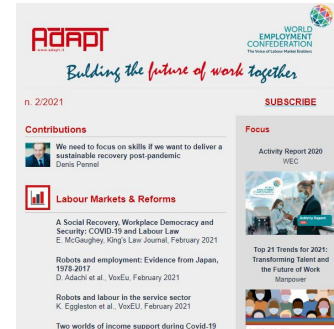 ADAPT
www.adapt.it
WORLD
EMPLOYMENT
CONFEDERATION
The Voice of Labour Market Enablers
Bulding the future of work together
n. 2/2021
SUBSCRIBE
Contributions
We need to focus on skills if we want to deliver a
sustainable recovery post-pandemic
Denis Pennel
Labour Markets & Reforms
A Social Recovery, Workplace Democracy and
Security: COVID-19 and Labour Law
E. McGaughey, King's Law Journal, February 2021
Robots and employment: Evidence from Japan,
1978-2017
D. Adachi et al., VoxEu, February 2021
Robots and labour in the service sector
K. Eggleston et al., VOXEU, February 2021
Two worlds of income support during Covid-19
Focus
Activity Report 2020
WEC
Activity Report
Top 21 Trends for 2021:
Transforming Talent and
the Future of Work
Manpower